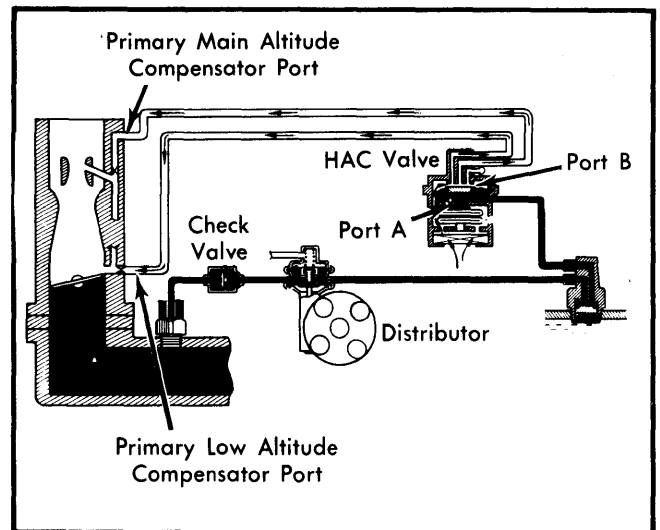 Primary Main Altitude
Compensator Port
HAC Valve
Port B
Port A
Check
Valve
Distributor
Primary Low Altitude
Compensator Port